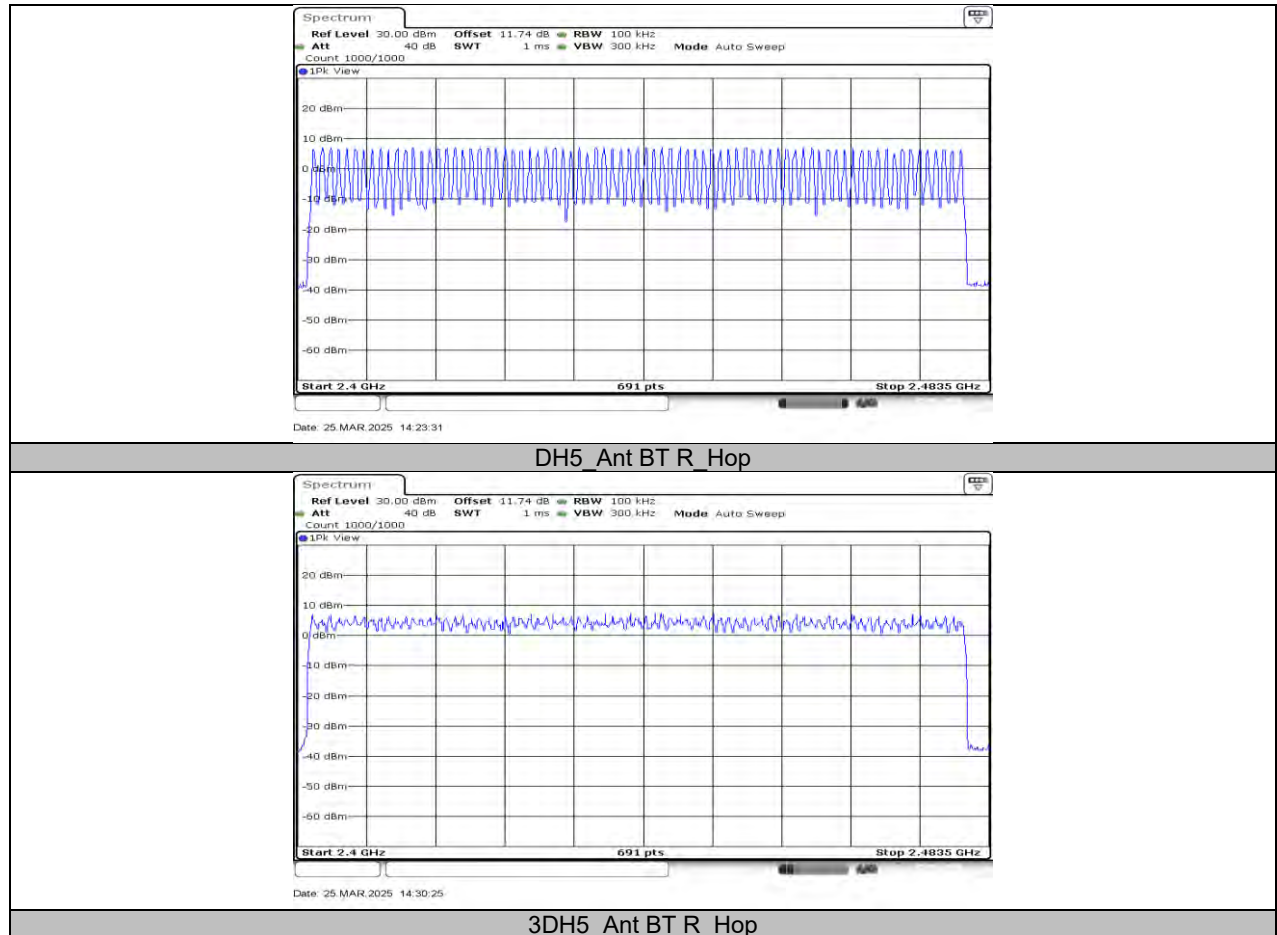 Spectrum
Ref Level 30.00 dBm Offset 11.74 dB RBW 100 kHz
Att 40 dB SWT 1 ms VBW 300 kHz Mode Auto Sweep
Count 1000/1000
1Pk View
20 dBm
10 dBm
0 dBm
-10 dBm
-20 dBm
-30 dBm
-40 dBm
-50 dBm
-60 dBm
Start 2.4 GHz 691 pts Stop 2.4835 GHz
Date: 25.MAR.2025 14:23:31
DH5_Ant BT R_Hop
Spectrum
Ref Level 30.00 dBm Offset 11.74 dB RBW 100 kHz
Att 40 dB SWT 1 ms VBW 300 kHz Mode Auto Sweep
Count 1000/1000
1Pk View
20 dBm
10 dBm
0 dBm
-10 dBm
-20 dBm
-30 dBm
-40 dBm
-50 dBm
-60 dBm
Start 2.4 GHz 691 pts Stop 2.4835 GHz
Date: 25.MAR.2025 14:30:25
3DH5_Ant BT R_Hop